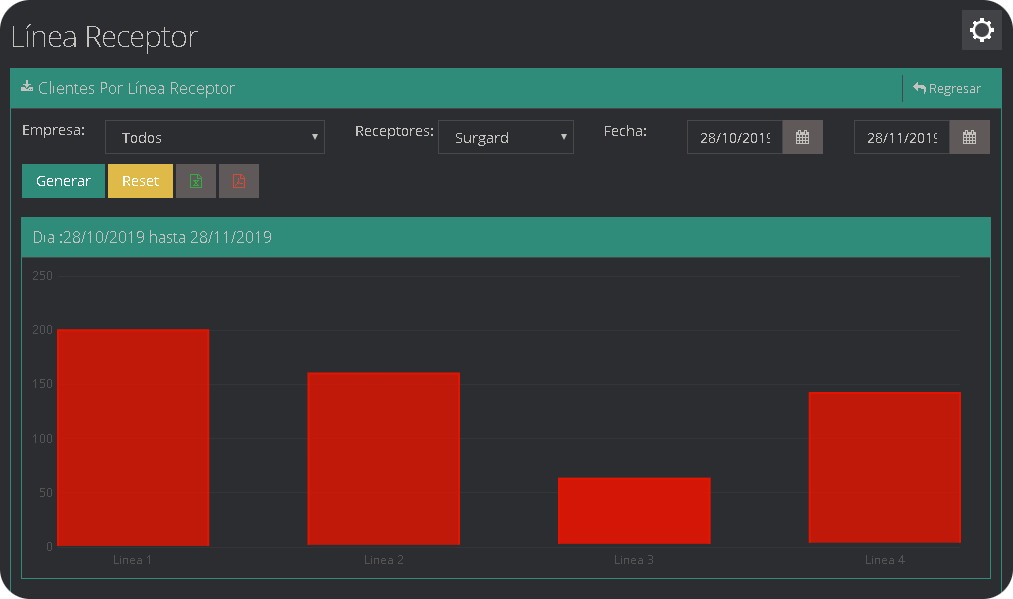 Línea Receptor
Clientes Por Línea Receptor
Regresar
Empresa: Todos Receptores: Surgard Fecha: 28/10/2019 28/11/2019
Generar Reset
Dia :28/10/2019 hasta 28/11/2019
250
200
150
100
50
0
Linea 1 Linea 2 Linea 3 Linea 4